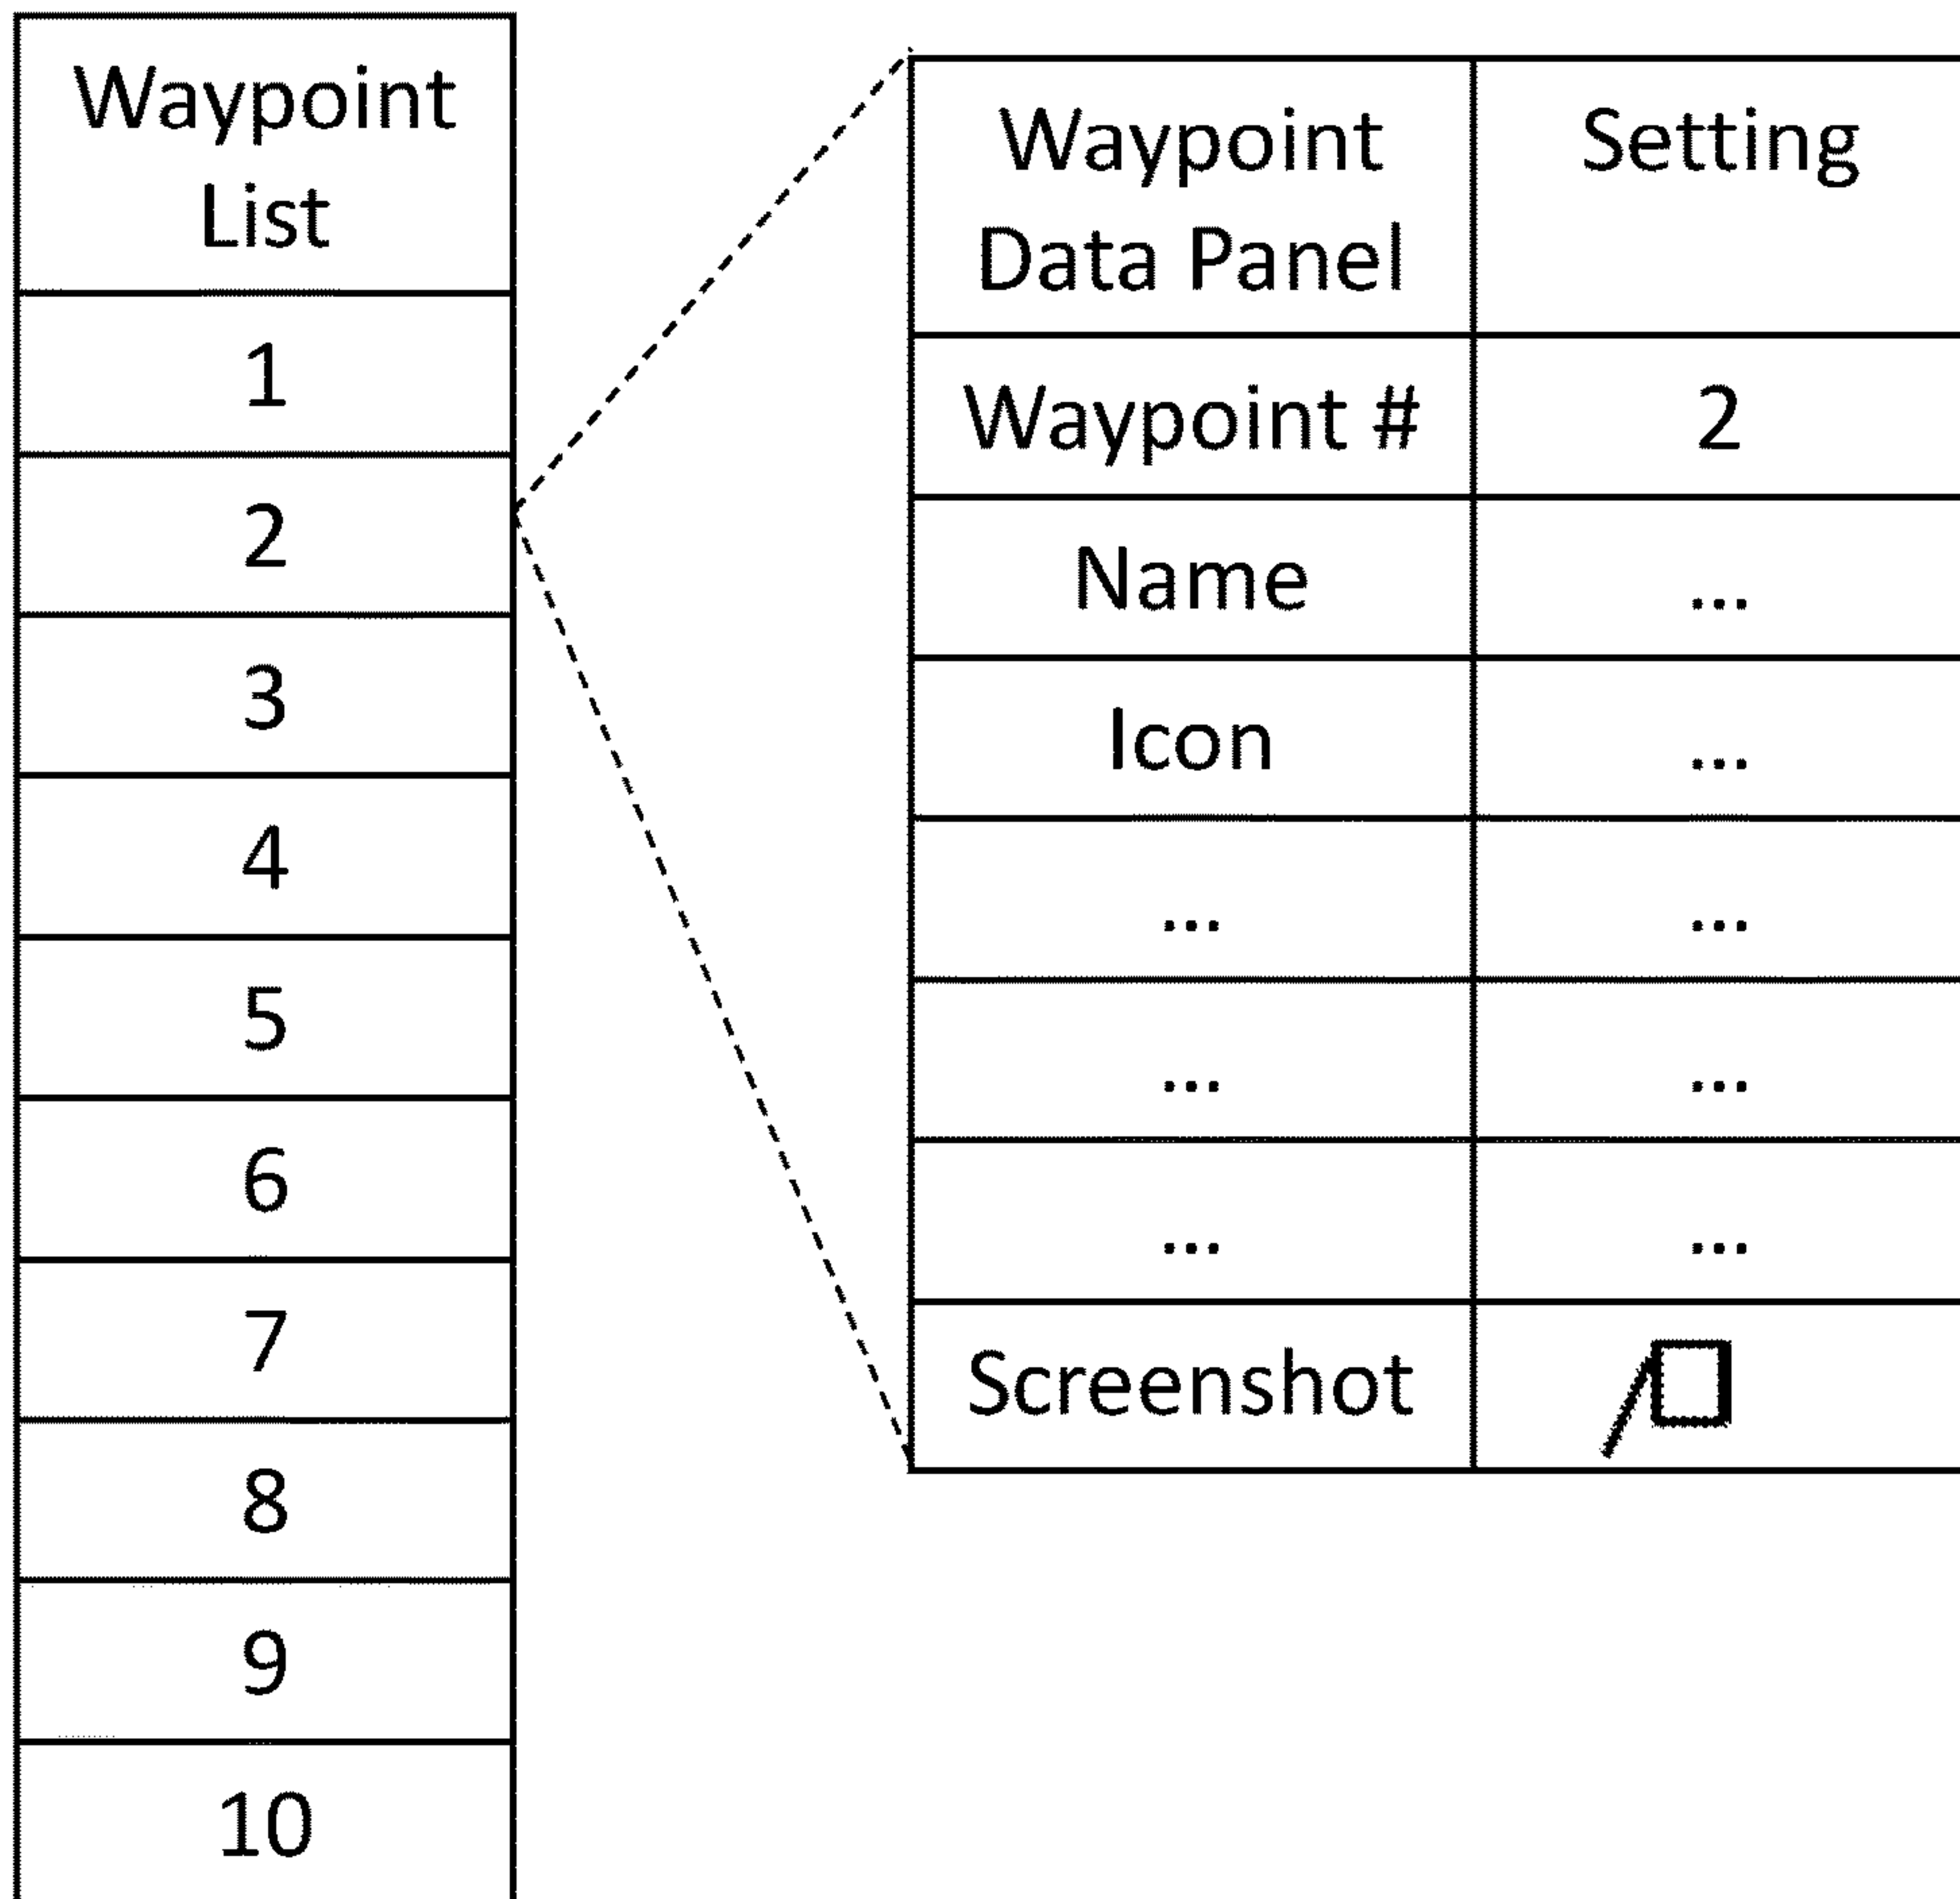 Waypoint
List
1
2
3
4
5
6
7
8
9
10
Waypoint
Data Panel
Setting
Waypoint # 2
Name ...
Icon ...
... ...
... ...
... ...
Screenshot